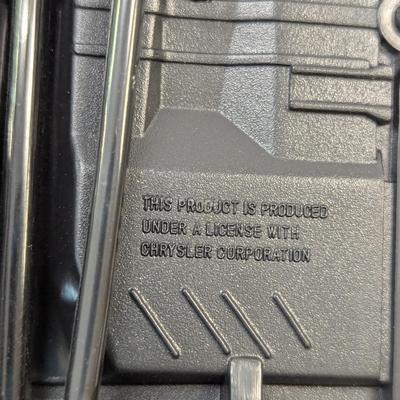 THIS PRODUCT IS PRODUCED
UNDER A LICENSE WITH
CHRYSLER CORPORATION